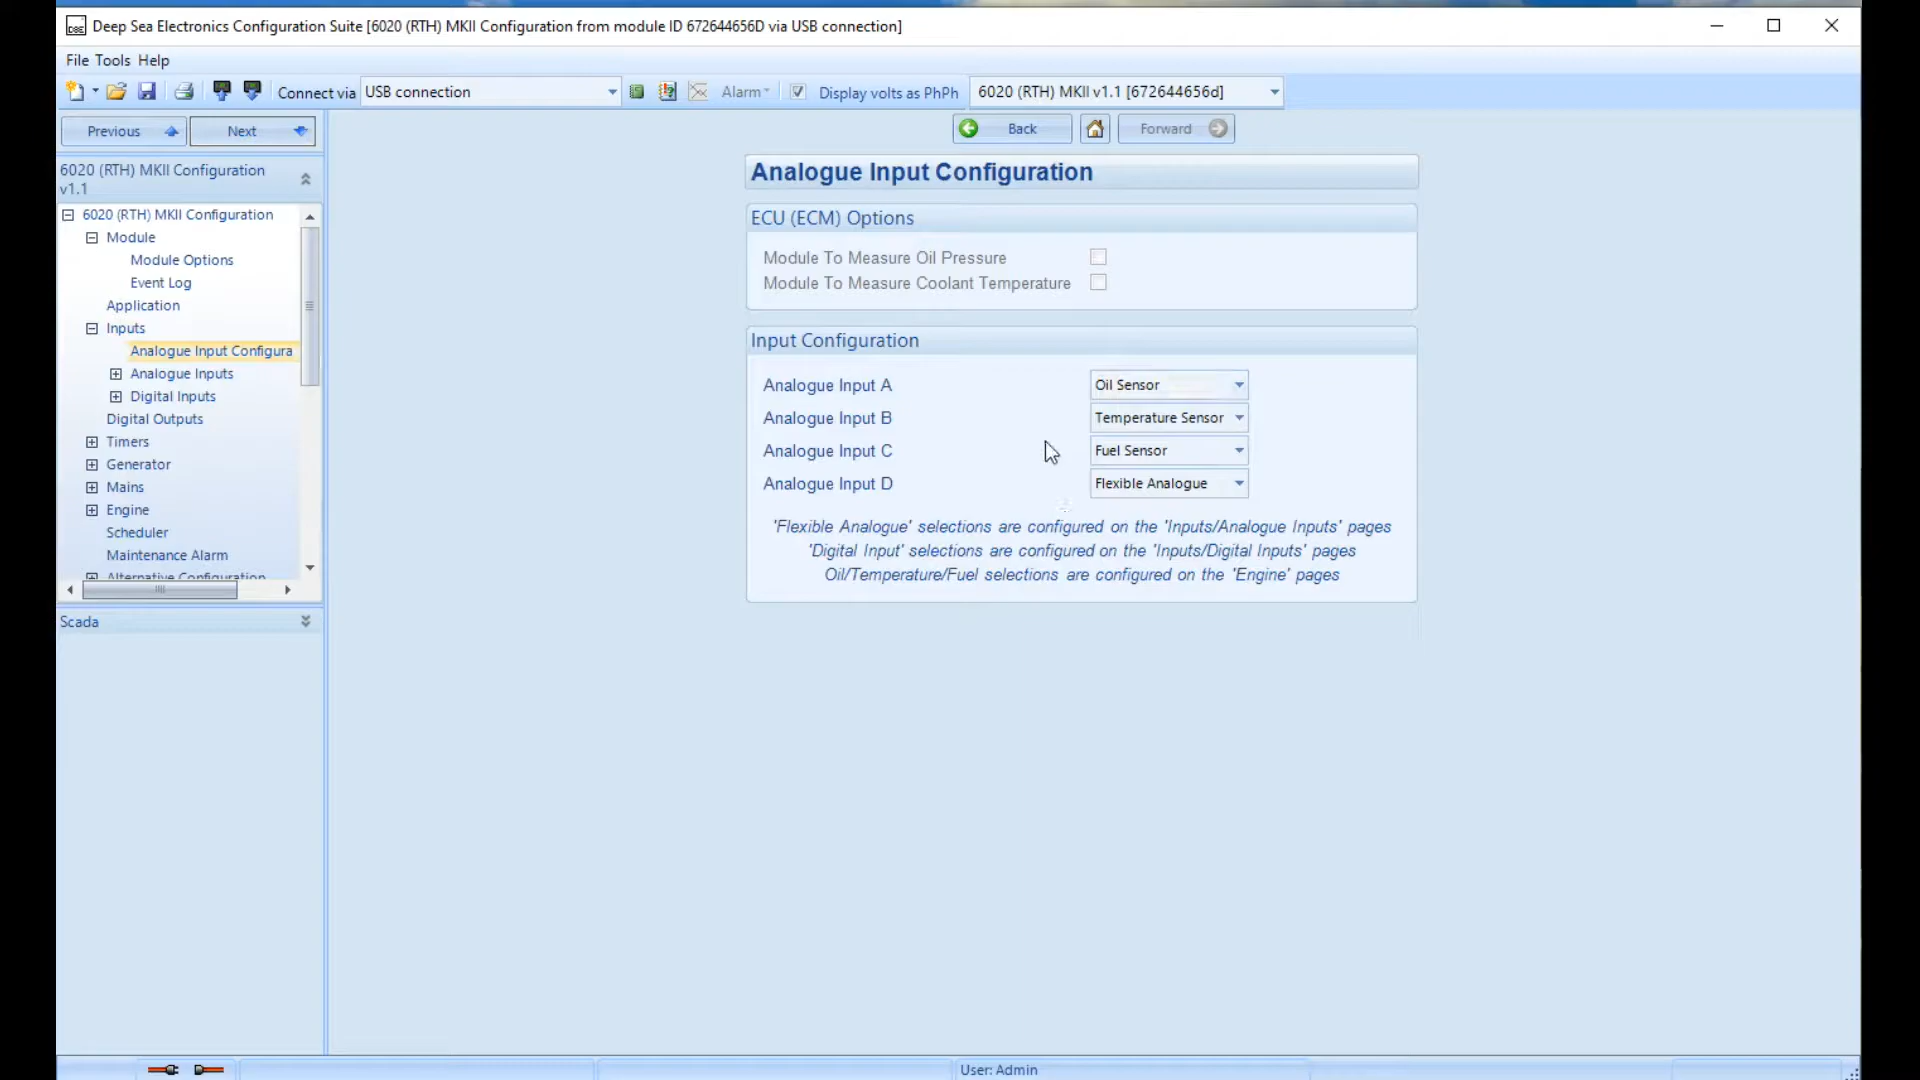 Deep Sea Electronics Configuration Suite [6020 (RTH) MKII Configuration from module ID 672644656D via USB connection]
File Tools Help
Connect via USB connection Alarm Display volts as PhPh 6020 (RTH) MKII v1.1 [672644656d]
Previous Next
Back Forward
6020 (RTH) MKII Configuration
v1.1
6020 (RTH) MKII Configuration
Module
Module Options
Event Log
Application
Inputs
Analogue Input Configura
Analogue Inputs
Digital Inputs
Digital Outputs
Timers
Generator
Mains
Engine
Scheduler
Maintenance Alarm
Alternative Configuration
Scada
Analogue Input Configuration
ECU (ECM) Options
Module To Measure Oil Pressure
Module To Measure Coolant Temperature
Input Configuration
Analogue Input A Oil Sensor
Analogue Input B Temperature Sensor
Analogue Input C Fuel Sensor
Analogue Input D Flexible Analogue
'Flexible Analogue' selections are configured on the 'Inputs/Analogue Inputs' pages
'Digital Input' selections are configured on the 'Inputs/Digital Inputs' pages
Oil/Temperature/Fuel selections are configured on the 'Engine' pages
User: Admin